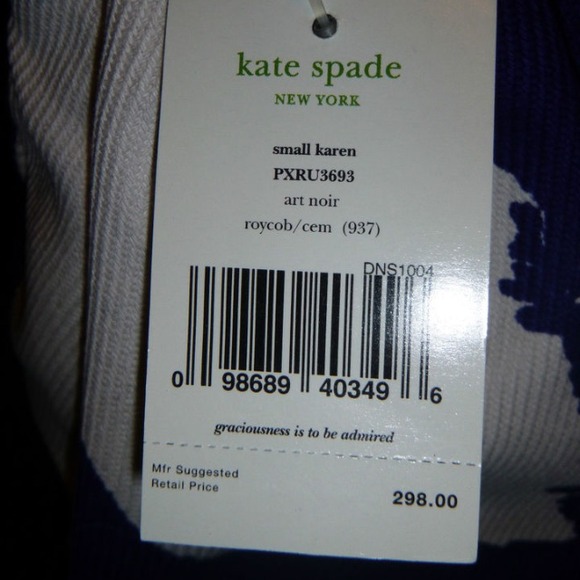 kate spade
NEW YORK
small karen
PXRU3693
art noir
roycob/cem (937)
DNS1004
0 98689 40349 6
graciousness is to be admired
Mfr Suggested
Retail Price
298.00